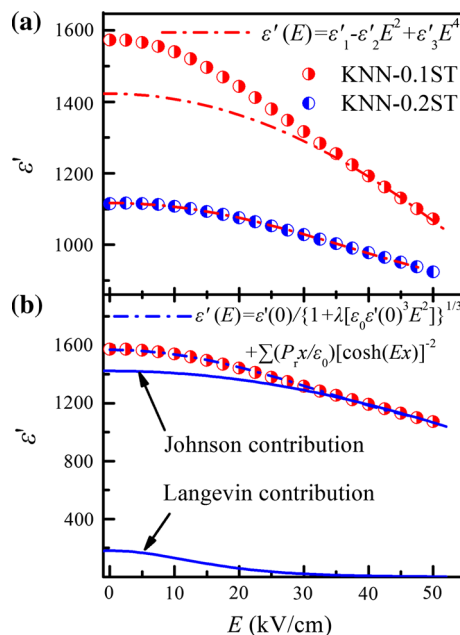 (a)
ε′(E)=ε′₁-ε′₂E²+ε′₃E⁴
KNN-0.1ST
KNN-0.2ST
1600
1400
1200
1000
ε′
(b)
ε′(E)=ε′(0)/{1+λ[ε₀ε′(0)³E²]}^1/3
+∑(Pᵣx/ε₀)[cosh(Ex)]⁻²
1600
1400
1200
1000
800
400
ε′
Johnson contribution
Langevin contribution
0 10 20 30 40 50
E (kV/cm)